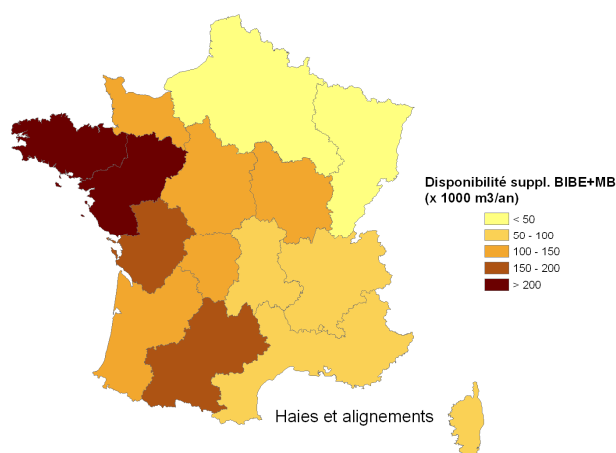 Disponibilité suppl. BIBE+MB
(x 1000 m3/an)
< 50
50 - 100
100 - 150
150 - 200
> 200
Haies et alignements